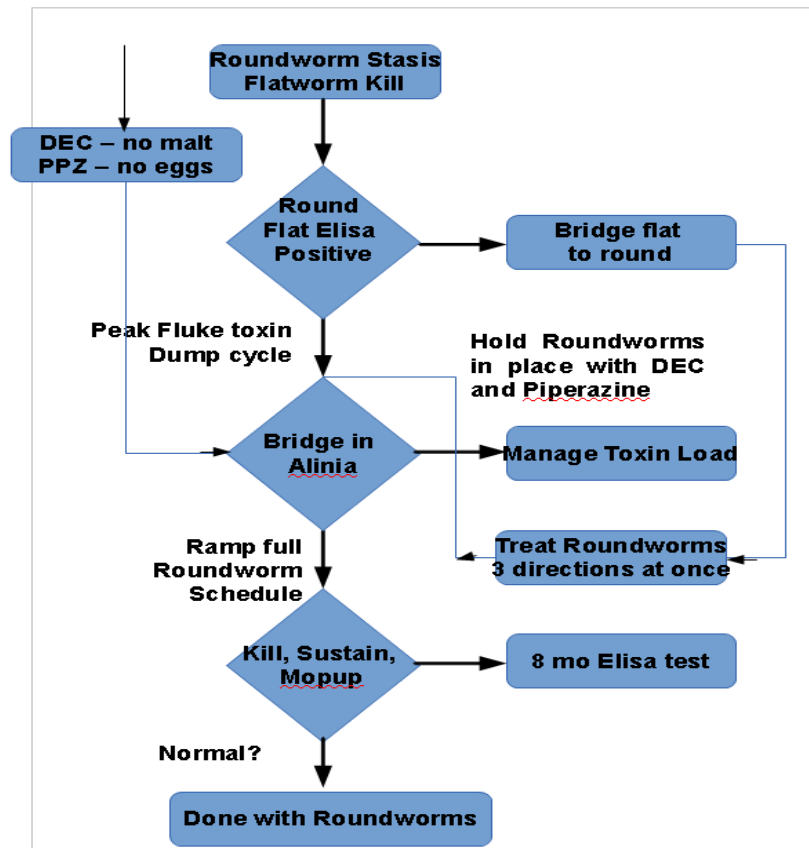 Roundworm Stasis
Flatworm Kill
DEC – no malt
PPZ – no eggs
Round
Flat Elisa
Positive
Bridge flat
to round
Peak Fluke toxin
Dump cycle
Hold Roundworms
in place with DEC
and Piperazine
Bridge in
Alinia
Manage Toxin Load
Ramp full
Roundworm
Schedule
Treat Roundworms
3 directions at once
Kill, Sustain,
Mopup
8 mo Elisa test
Normal?
Done with Roundworms